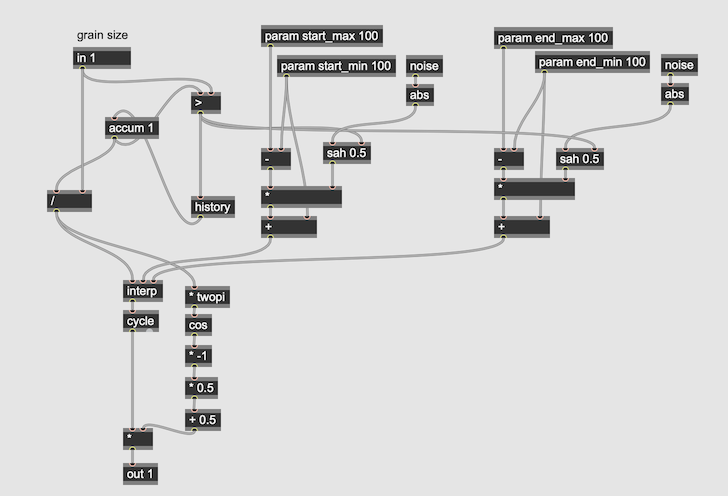 grain size
in 1
param start_max 100
param start_min 100
noise
abs
param end_max 100
param end_min 100
noise
abs
>
accum 1
-
sah 0.5
-
sah 0.5
/
history
*
+
*
+
interp
cycle
* twopi
cos
* -1
* 0.5
+ 0.5
*
out 1